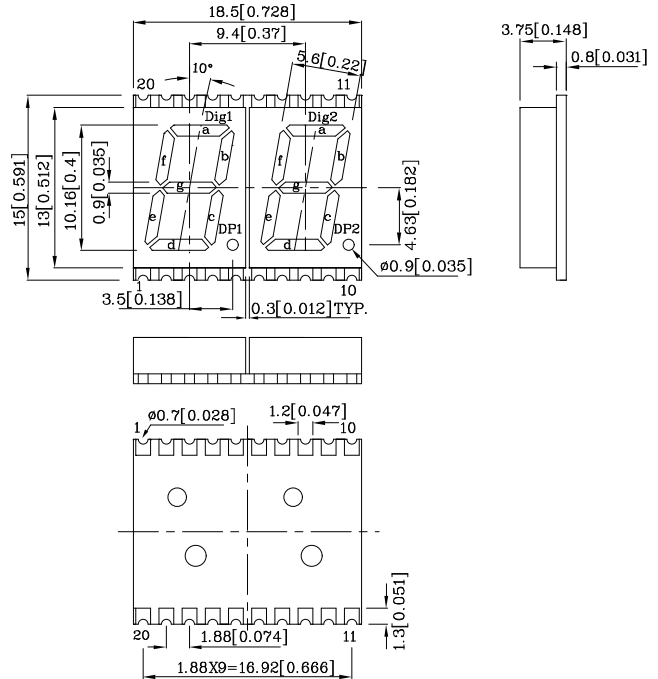 18.5[0.728]
9.4[0.37]
3.75[0.148]
5.6[0.22]
0.8[0.031]
10°
20
11
Dig1
Dig2
a
a
f
b
f
b
g
g
e
c
e
c
d
DP1
d
DP2
15[0.591]
13[0.512]
10.16[0.4]
0.9[0.035]
4.63[0.182]
ø0.9[0.035]
1
10
3.5[0.138]
0.3[0.012]TYP.
ø0.7[0.028]
1.2[0.047]
1
10
20
11
1.88[0.074]
1.3[0.051]
1.88X9=16.92[0.666]